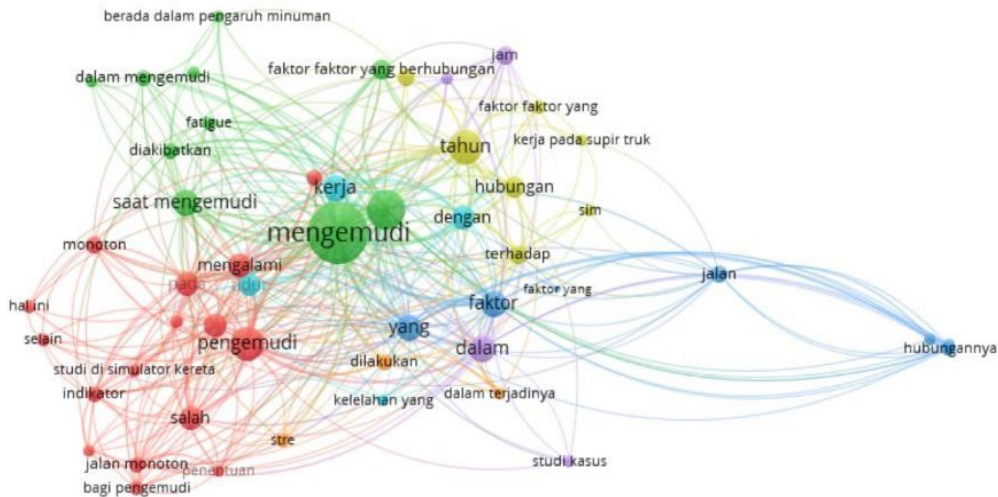 berada dalam pengaruh minuman
jam
faktor faktor yang berhubungan
dalam mengemudi
faktor faktor yang
fatigue
kerja pada supir truk
tahun
diakibatkan
kerja
hubungan
saat mengemudi
sim
dengan
mengemudi
monoton
terhadap
mengalami
jalan
pada
tidur
faktor yang
hal ini
faktor
yang
selain
pengemudi
dalam
hubungannya
studi di simulator kereta
dilakukan
indikator
kelelahan yang
dalam terjadinya
salah
stre
studi kasus
jalan monoton
penentuan
bagi pengemudi